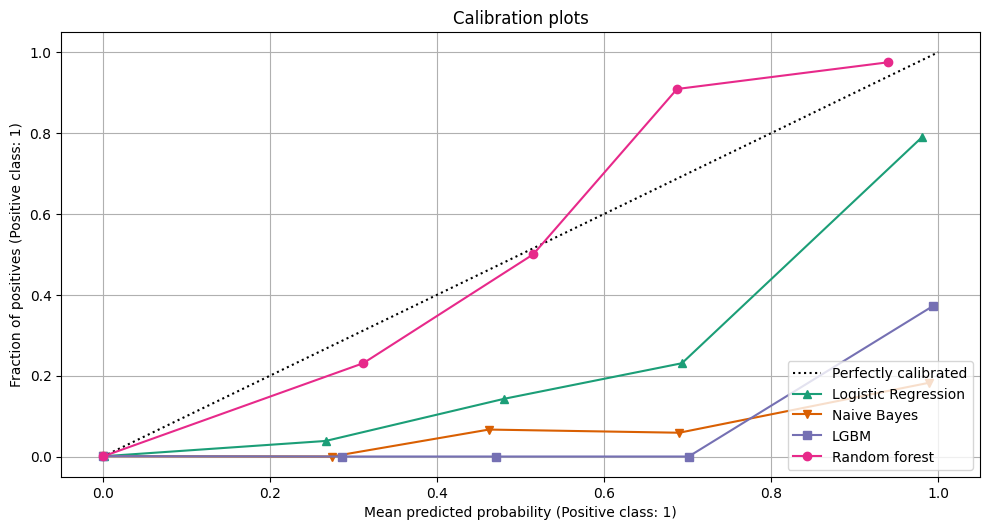 Calibration plots
Fraction of positives (Positive class: 1)
1.0
0.8
0.6
0.4
0.2
0.0
0.0 0.2 0.4 0.6 0.8 1.0
Mean predicted probability (Positive class: 1)
Perfectly calibrated
Logistic Regression
Naive Bayes
LGBM
Random forest